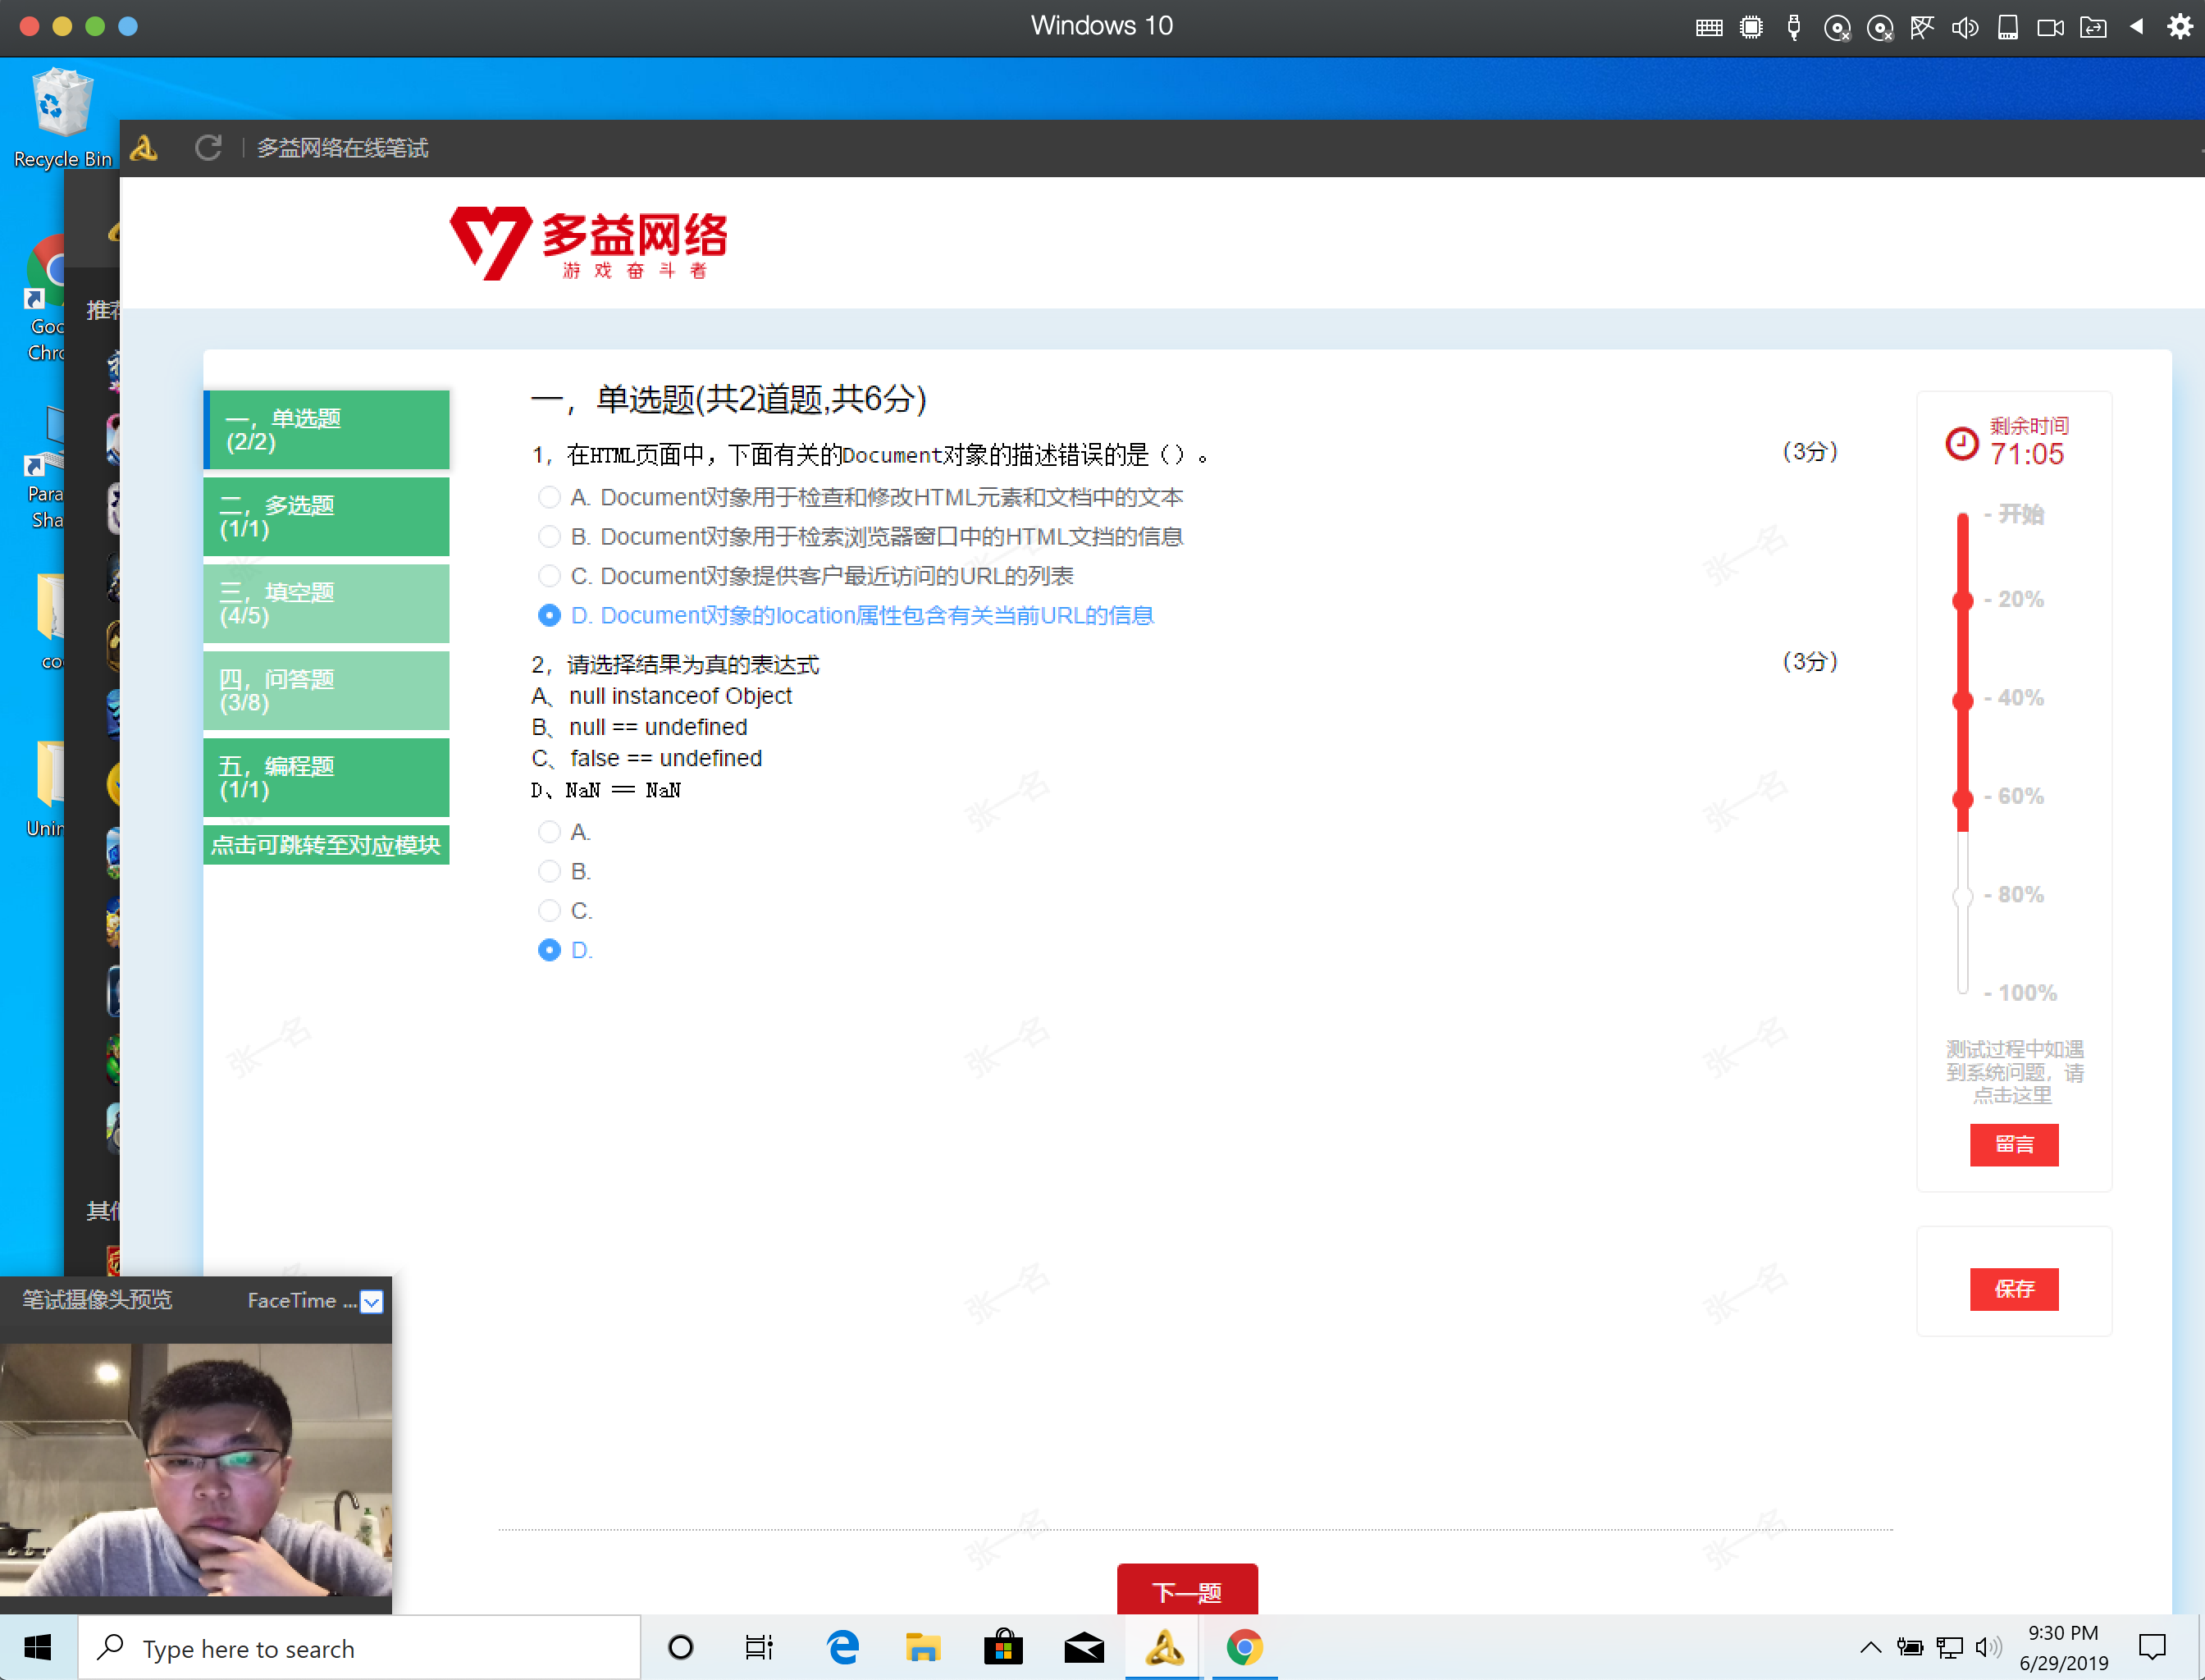 Windows 10
Recycle Bin
多益网络在线笔试
多益网络
游戏奋斗者
Goo
Chro
推荐
Para
Sha
Unin
一，单选题
(2/2)
二，多选题
(1/1)
三，填空题
(4/5)
四，问答题
(3/8)
五，编程题
(1/1)
点击可跳转至对应模块
一，单选题(共2道题,共6分)
1，在HTML页面中，下面有关的Document对象的描述错误的是（）。
（3分）
A. Document对象用于检查和修改HTML元素和文档中的文本
B. Document对象用于检索浏览器窗口中的HTML文挡的信息
C. Document对象提供客户最近访问的URL的列表
D. Document对象的location属性包含有关当前URL的信息
2，请选择结果为真的表达式
（3分）
A、null instanceof Object
B、null == undefined
C、false == undefined
D、NaN == NaN
A.
B.
C.
D.
张一名
下一题
剩余时间
71:05
- 开始
- 20%
- 40%
- 60%
- 80%
- 100%
测试过程中如遇
到系统问题，请
点击这里
留言
保存
其他
笔试摄像头预览
FaceTime ...
Type here to search
9:30 PM
6/29/2019